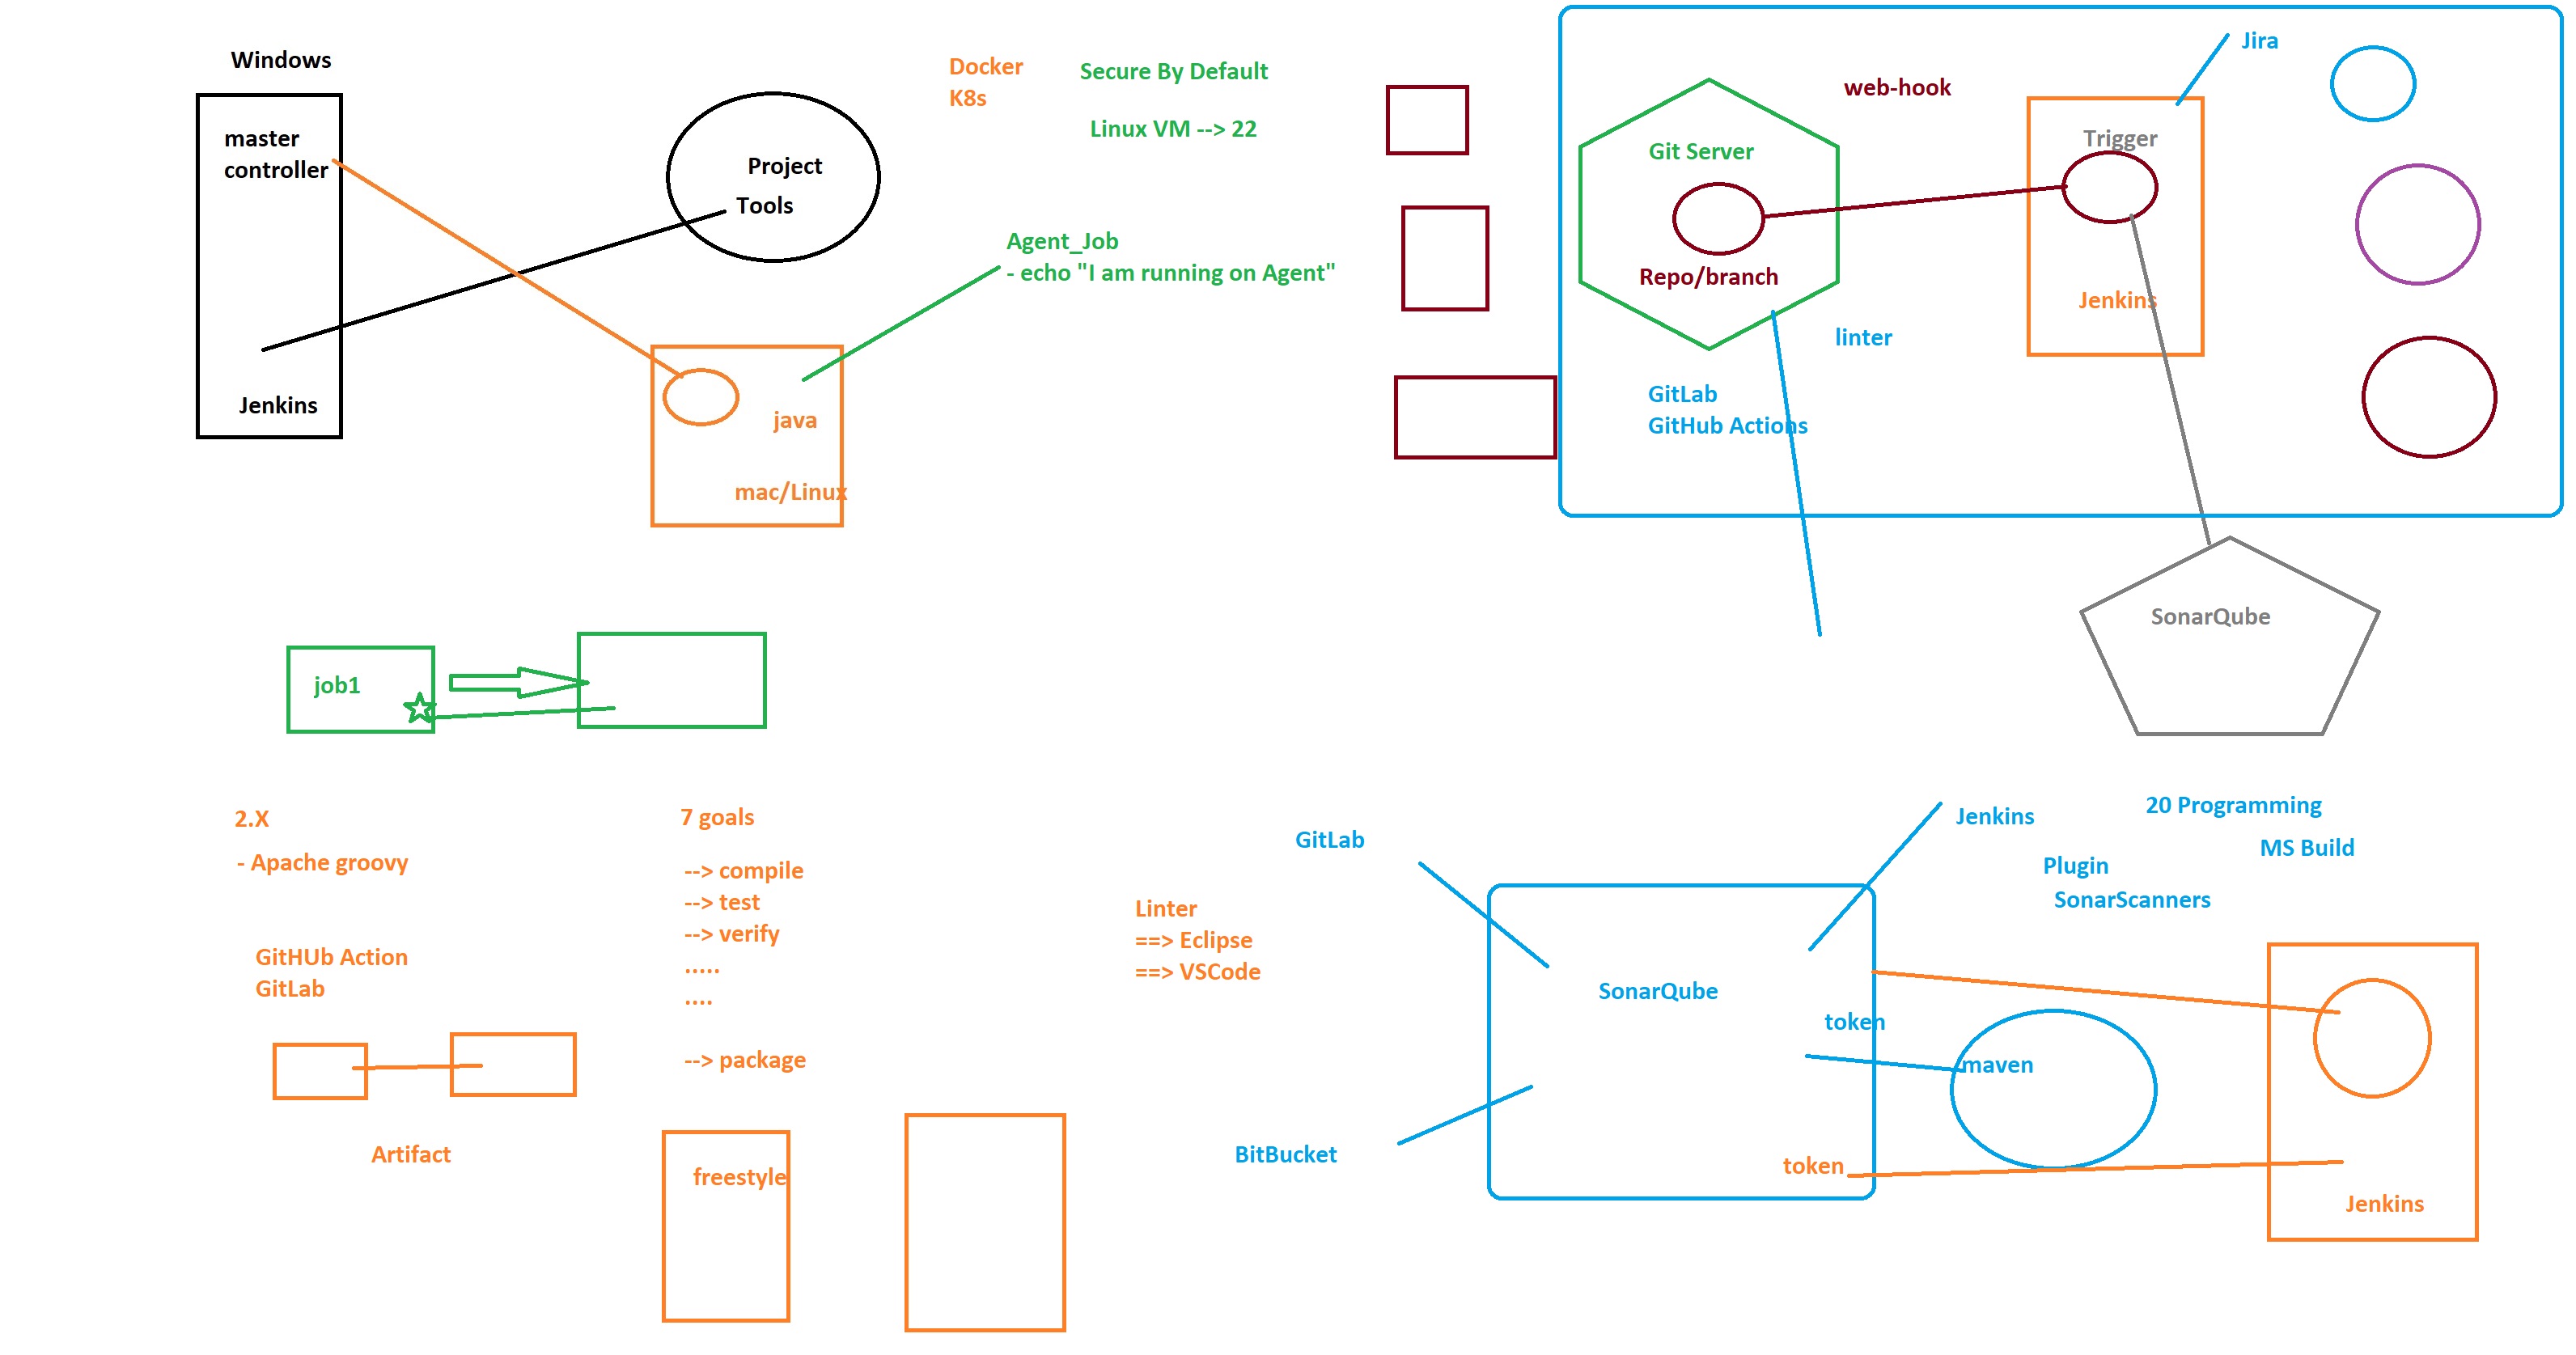 Windows
master
controller
Jenkins
Project
Tools
Docker
K8s
Secure By Default
Linux VM --> 22
Agent_Job
- echo "I am running on Agent"
java
mac/Linux
web-hook
Jira
Git Server
Repo/branch
Trigger
Jenkins
linter
GitLab
GitHub Actions
SonarQube
job1
2.X
- Apache groovy
GitHUb Action
GitLab
Artifact
7 goals
--> compile
--> test
--> verify
.....
....
--> package
freestyle
Linter
==> Eclipse
==> VSCode
GitLab
BitBucket
SonarQube
Jenkins
20 Programming
MS Build
Plugin
SonarScanners
token
maven
token
Jenkins